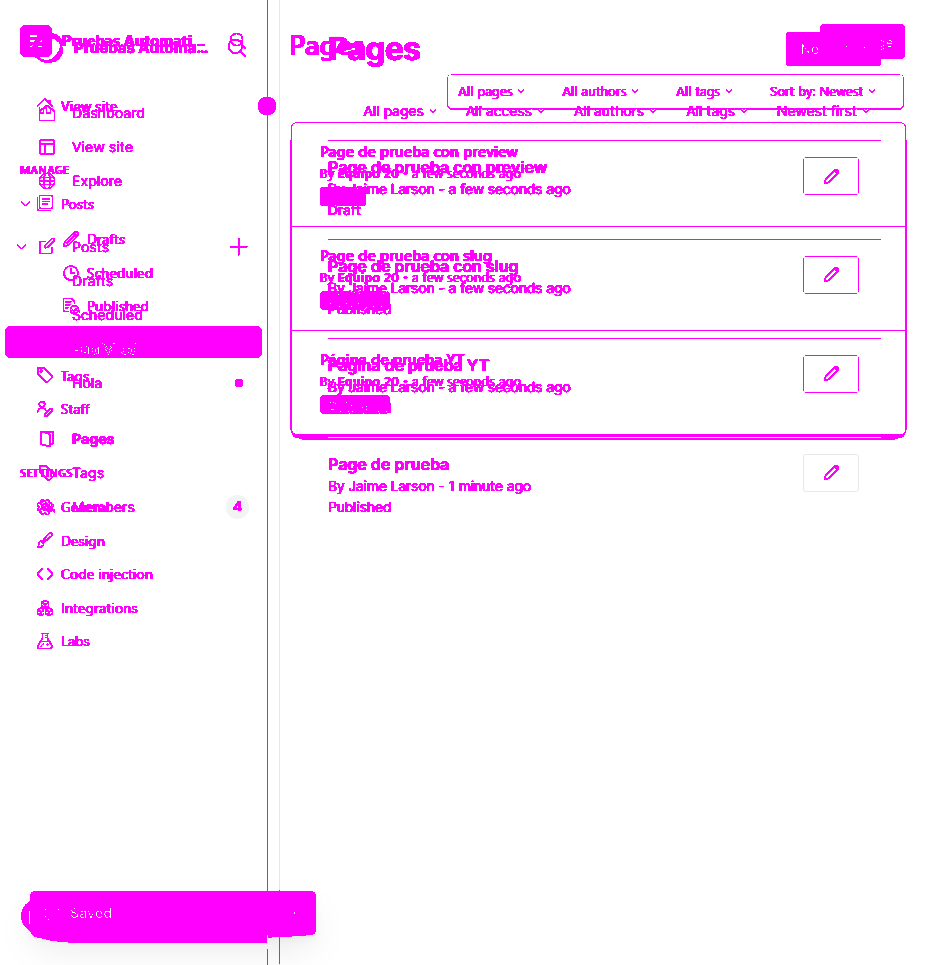 Pruebas Automati...
Pruebas Automa...
View site
Dashboard
View site
MANAGE
Explore
Posts
Drafts
Posts
Scheduled
Drafts
Published
Scheduled
Tags
Hola
Staff
Pages
SETTINGS
Tags
General
Members
4
Design
Code injection
Integrations
Labs
Saved
Pages
Pages
Ne
All pages
All authors
All tags
Sort by: Newest
All pages
All access
All authors
All tags
Newest first
Page de prueba con preview
By Equipo 20 - a few seconds ago
Page de prueba con preview
By Jaime Larson - a few seconds ago
Draft
Page de prueba con slug
By Equipo 20 - a few seconds ago
Page de prueba con slug
By Jaime Larson - a few seconds ago
Published
Página de prueba YT
By Equipo 20 - a few seconds ago
Página de prueba YT
By Jaime Larson - a few seconds ago
Page de prueba
By Jaime Larson - 1 minute ago
Published